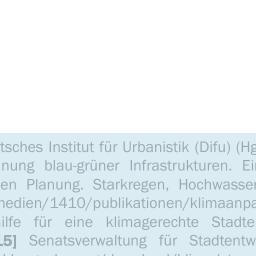 tsches Institut für Urbanistik (Difu) (Hg
nung blau-grüner Infrastrukturen. Ei
en Planung. Starkregen, Hochwasser
medien/1410/publikationen/klimaanpa
ilfe für eine klimagerechte Stadte
15] Senatsverwaltung für Stadtentw